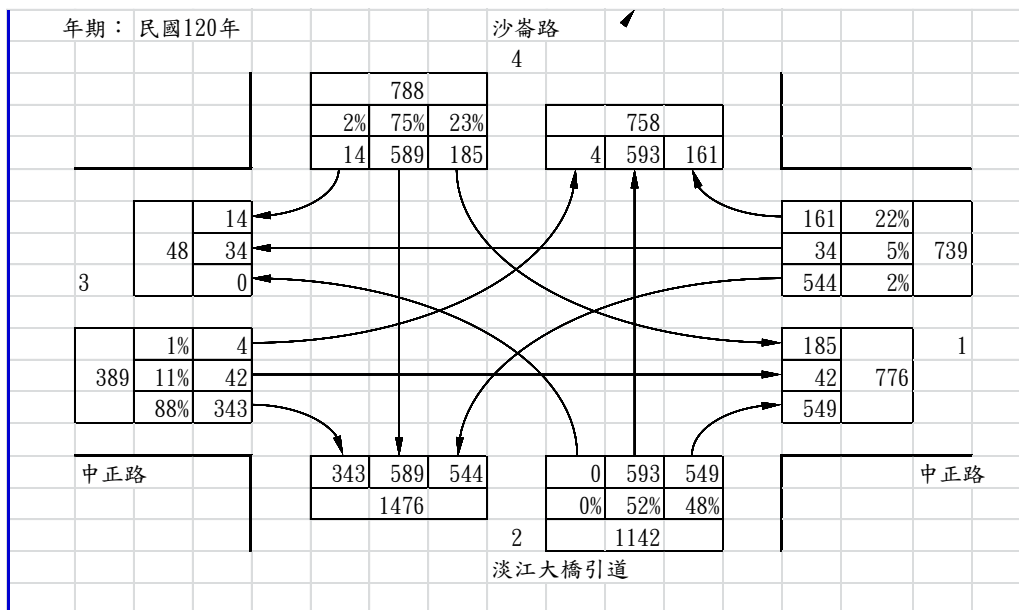 年期： 民國120年 沙崙路
4
788
2% 75% 23% 758
14 589 185 4 593 161
14 161 22%
48 34 34 5% 739
3 0 544 2%
1% 4 185 1
389 11% 42 42 776
88% 343 549
中正路 343 589 544 0 593 549 中正路
1476 0% 52% 48%
2 1142
淡江大橋引道